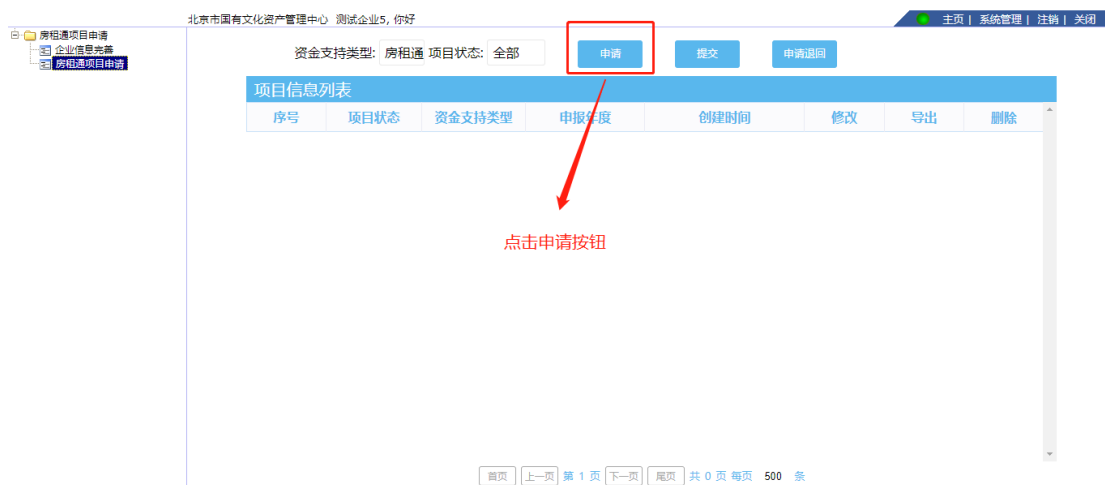 北京市国有文化资产管理中心 测试企业5, 你好
主页 | 系统管理 | 注销 | 关闭
房租通项目申请
企业信息完善
房租通项目申请
资金支持类型: 房租通 项目状态: 全部 申请 提交 申请退回
项目信息列表
序号 项目状态 资金支持类型 申报年度 创建时间 修改 导出 删除
点击申请按钮
首页 上一页 第 1 页 下一页 尾页 共 0 页 每页 500 条